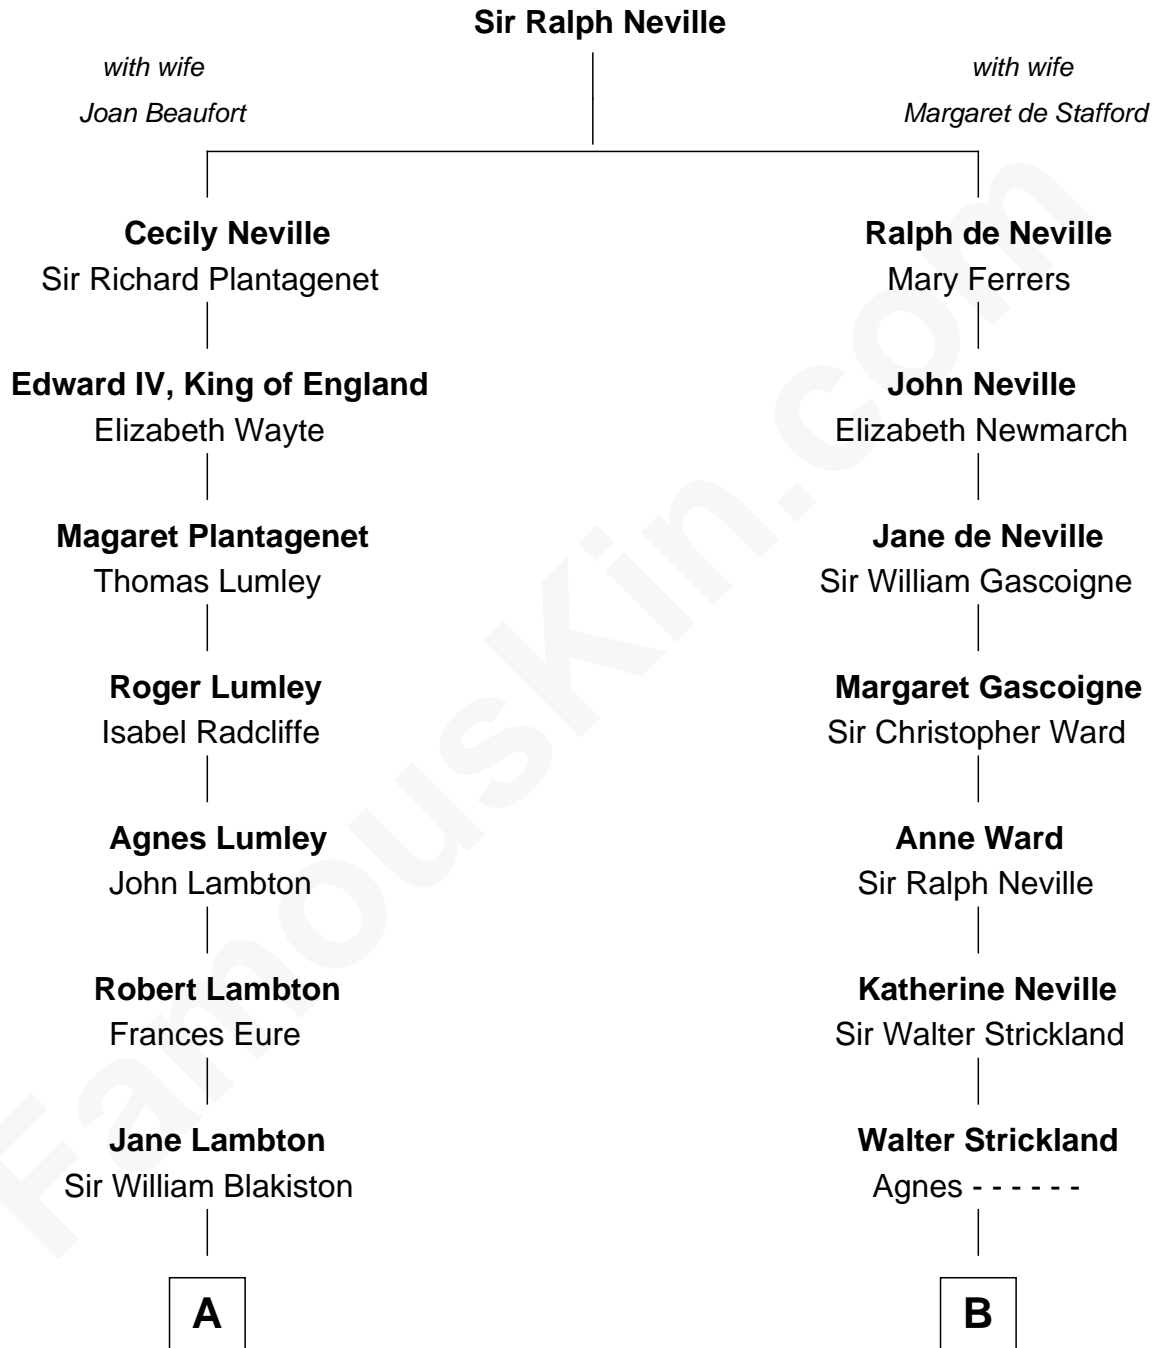 Sir Ralph Neville
with wife
Joan Beaufort
with wife
Margaret de Stafford
Cecily Neville
Sir Richard Plantagenet
Ralph de Neville
Mary Ferrers
Edward IV, King of England
Elizabeth Wayte
John Neville
Elizabeth Newmarch
Magaret Plantagenet
Thomas Lumley
Jane de Neville
Sir William Gascoigne
Roger Lumley
Isabel Radcliffe
Margaret Gascoigne
Sir Christopher Ward
Agnes Lumley
John Lambton
Anne Ward
Sir Ralph Neville
Robert Lambton
Frances Eure
Katherine Neville
Sir Walter Strickland
Jane Lambton
Sir William Blakiston
Walter Strickland
Agnes - - - - - -
A
B
FamousKin.com